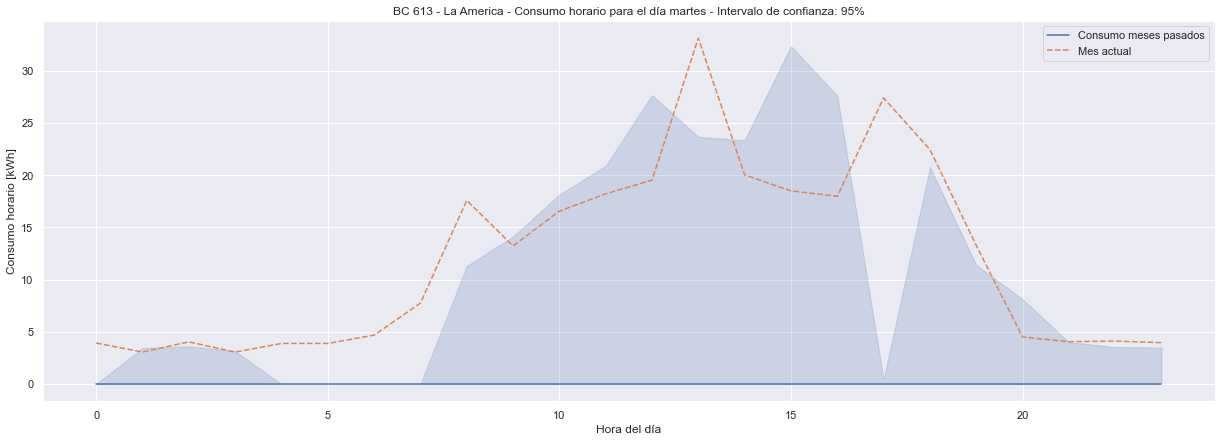 BC 613 - La America - Consumo horario para el día martes - Intervalo de confianza: 95%
Consumo meses pasados
Mes actual
Consumo horario [kWh]
30
25
20
15
10
5
0
0 5 10 15 20
Hora del día